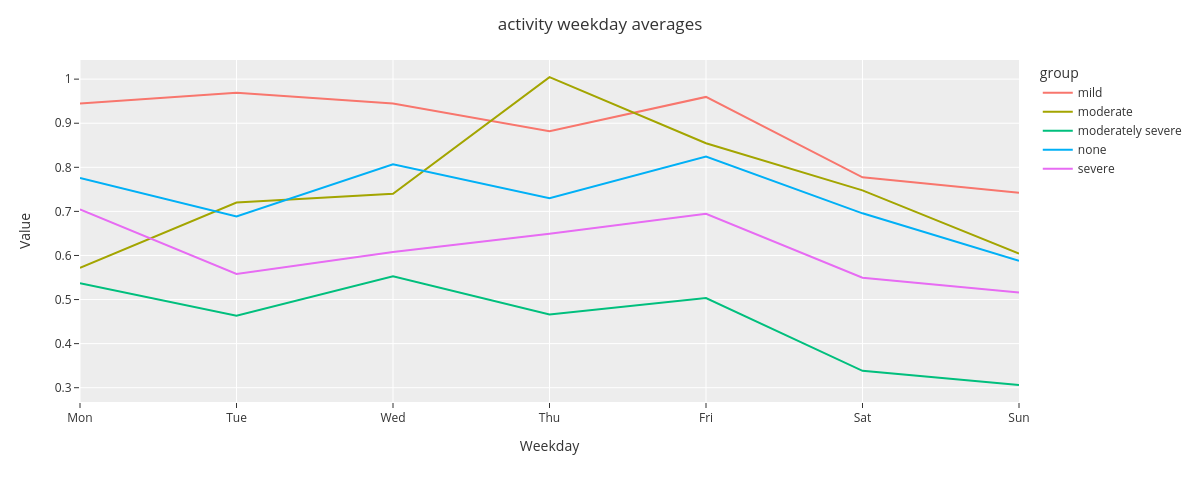 activity weekday averages
Value
1
0.9
0.8
0.7
0.6
0.5
0.4
0.3
Mon Tue Wed Thu Fri Sat Sun
Weekday
group
mild
moderate
moderately severe
none
severe